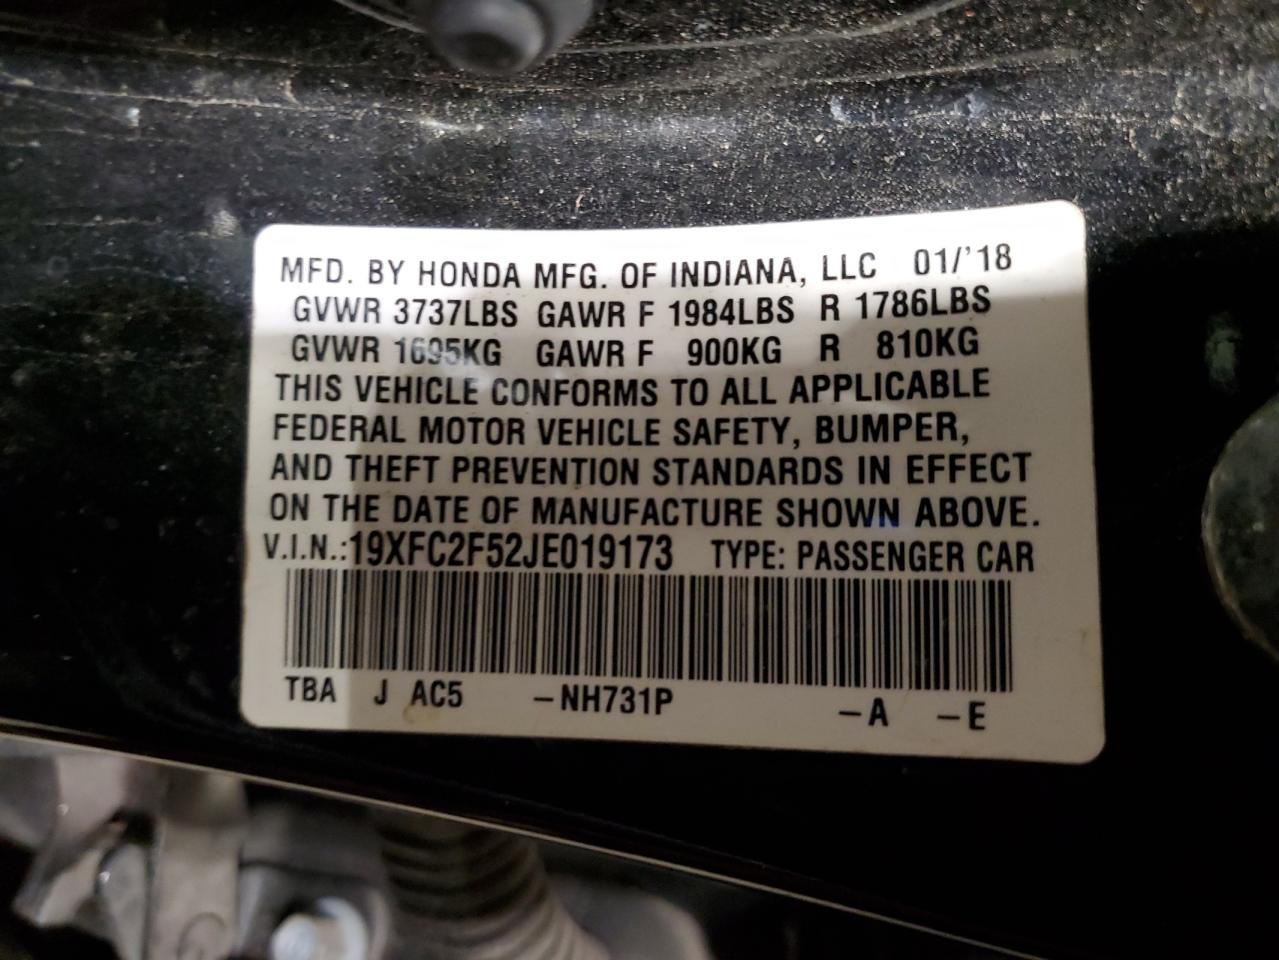 MFD. BY HONDA MFG. OF INDIANA, LLC 01/'18
GVWR 3737LBS GAWR F 1984LBS R 1786LBS
GVWR 1695KG GAWR F 900KG R 810KG
THIS VEHICLE CONFORMS TO ALL APPLICABLE
FEDERAL MOTOR VEHICLE SAFETY, BUMPER,
AND THEFT PREVENTION STANDARDS IN EFFECT
ON THE DATE OF MANUFACTURE SHOWN ABOVE.
V.I.N.:19XFC2F52JE019173 TYPE: PASSENGER CAR
TBA J AC5 -NH731P -A -E